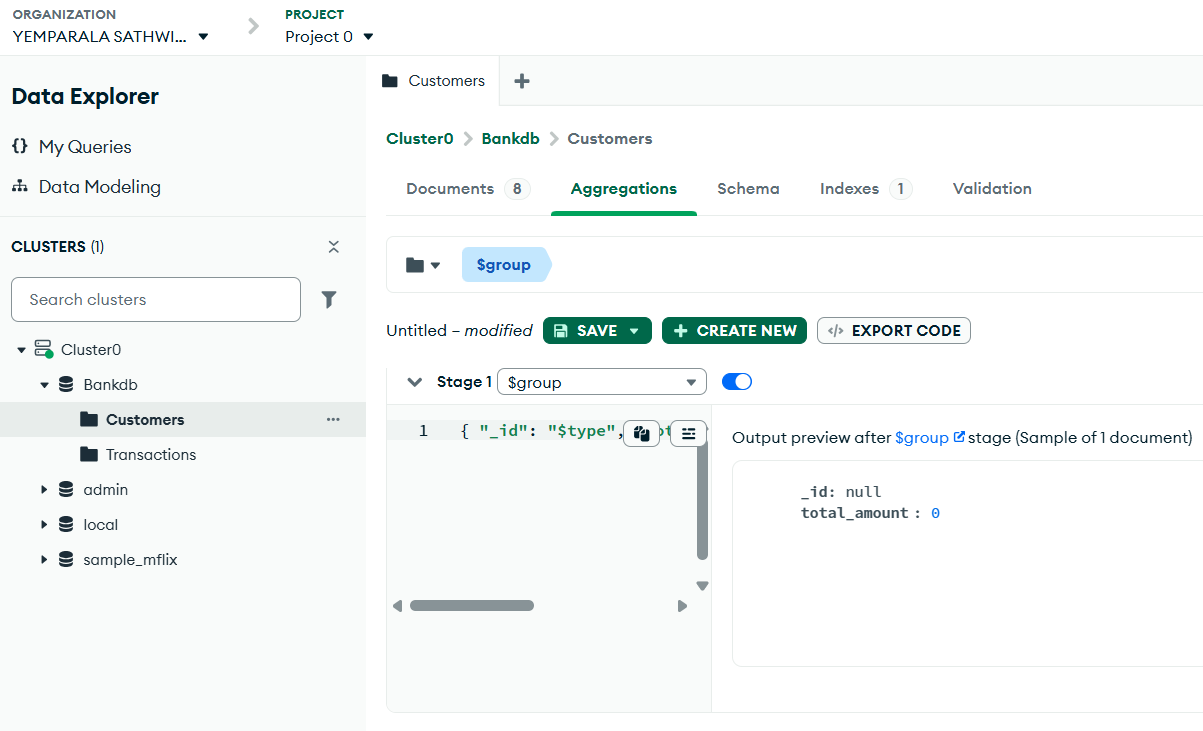 ORGANIZATION
YEMPARALA SATHWI...
PROJECT
Project 0
Data Explorer
My Queries
Data Modeling
CLUSTERS (1)
Search clusters
Cluster0
Bankdb
Customers
Transactions
admin
local
sample_mflix
Customers
Cluster0 Bankdb Customers
Documents 8 Aggregations Schema Indexes 1 Validation
$group
Untitled – modified SAVE CREATE NEW EXPORT CODE
Stage 1 $group
1 { "_id": "$type",
Output preview after $group stage (Sample of 1 document)
_id: null
total_amount : 0